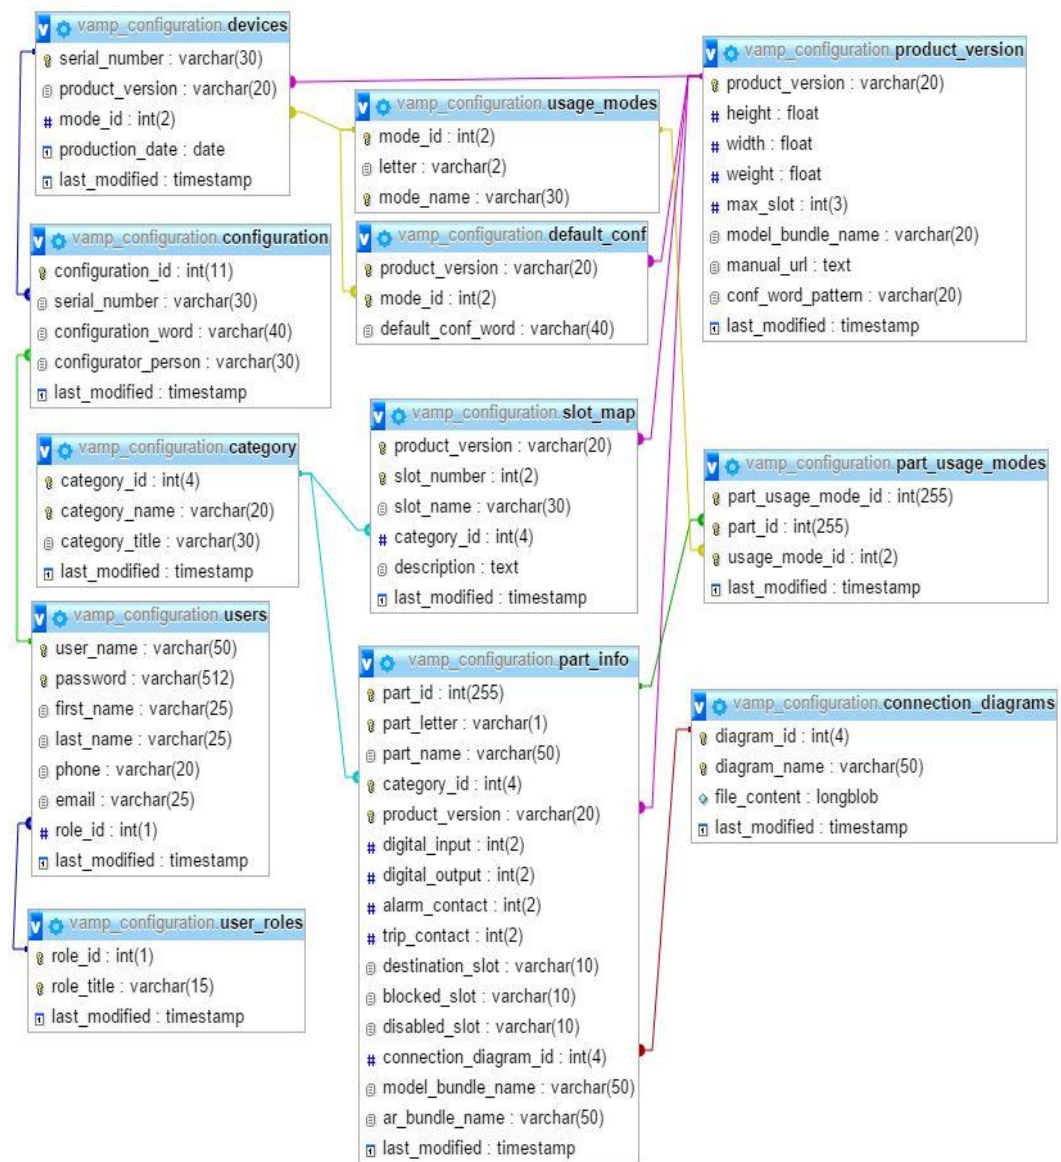 vamp_configuration.devices
serial_number : varchar(30)
product_version : varchar(20)
# mode_id : int(2)
production_date : date
last_modified : timestamp
vamp_configuration.usage_modes
mode_id : int(2)
letter : varchar(2)
mode_name : varchar(30)
vamp_configuration.product_version
product_version : varchar(20)
# height : float
# width : float
# weight : float
# max_slot : int(3)
model_bundle_name : varchar(20)
manual_url : text
conf_word_pattern : varchar(20)
last_modified : timestamp
vamp_configuration.configuration
configuration_id : int(11)
serial_number : varchar(30)
configuration_word : varchar(40)
configurator_person : varchar(30)
last_modified : timestamp
vamp_configuration.default_conf
product_version : varchar(20)
mode_id : int(2)
default_conf_word : varchar(40)
vamp_configuration.category
category_id : int(4)
category_name : varchar(20)
category_title : varchar(30)
last_modified : timestamp
vamp_configuration.slot_map
product_version : varchar(20)
slot_number : int(2)
slot_name : varchar(30)
# category_id : int(4)
description : text
last_modified : timestamp
vamp_configuration.part_usage_modes
part_usage_mode_id : int(255)
part_id : int(255)
usage_mode_id : int(2)
last_modified : timestamp
vamp_configuration.users
user_name : varchar(50)
password : varchar(512)
first_name : varchar(25)
last_name : varchar(25)
phone : varchar(20)
email : varchar(25)
# role_id : int(1)
last_modified : timestamp
vamp_configuration.part_info
part_id : int(255)
part_letter : varchar(1)
part_name : varchar(50)
category_id : int(4)
product_version : varchar(20)
# digital_input : int(2)
# digital_output : int(2)
# alarm_contact : int(2)
# trip_contact : int(2)
destination_slot : varchar(10)
blocked_slot : varchar(10)
disabled_slot : varchar(10)
# connection_diagram_id : int(4)
model_bundle_name : varchar(50)
ar_bundle_name : varchar(50)
last_modified : timestamp
vamp_configuration.connection_diagrams
diagram_id : int(4)
diagram_name : varchar(50)
file_content : longblob
last_modified : timestamp
vamp_configuration.user_roles
role_id : int(1)
role_title : varchar(15)
last_modified : timestamp